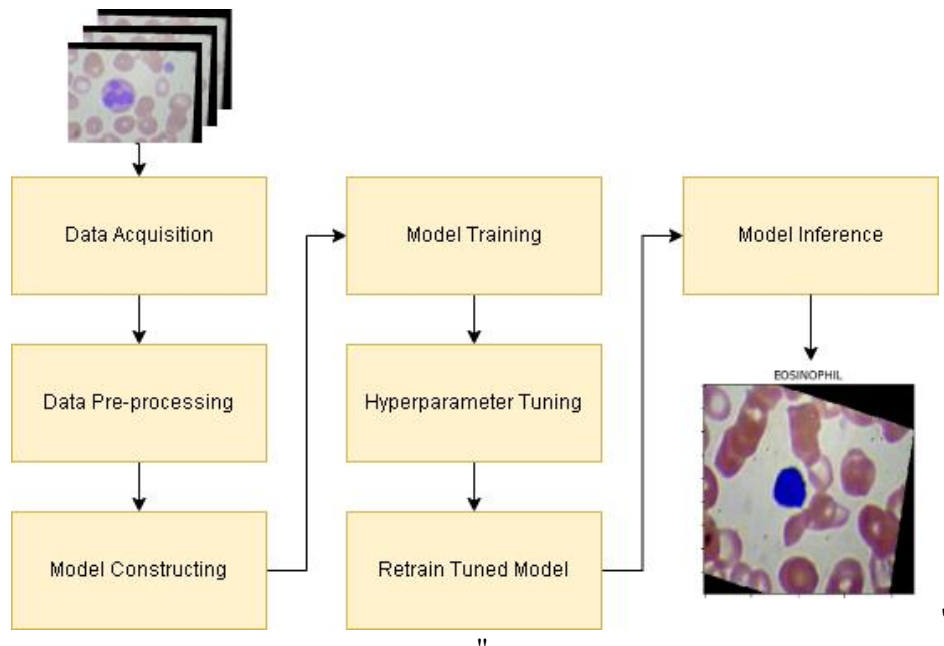 Data Acquisition
Data Pre-processing
Model Constructing
Model Training
Hyperparameter Tuning
Retrain Tuned Model
Model Inference
EOSINOPHIL
'
"